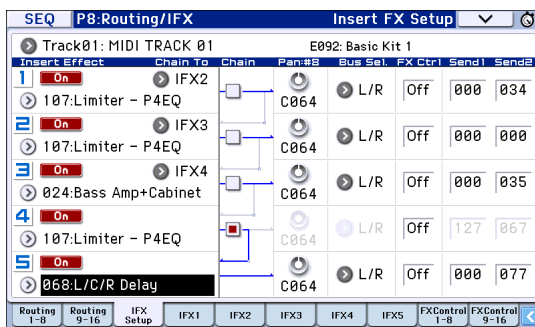 SEQ P8:Routing/IFX Insert FX Setup
Track01: MIDI TRACK 01 E092: Basic Kit 1
Insert Effect Chain To Chain Pan:#8 Bus Sel. FX Ctrl Send1 Send2
1 On IFX2
107:Limiter - P4EQ C064 L/R Off 000 034
2 On IFX3
107:Limiter - P4EQ C064 L/R Off 000 000
3 On IFX4
024:Bass Amp+Cabinet C064 L/R Off 000 035
4 On
107:Limiter - P4EQ C064 L/R Off 127 067
5 On
068:L/C/R Delay C064 L/R Off 000 077
Routing 1-8 Routing 9-16 IFX Setup IFX1 IFX2 IFX3 IFX4 IFX5 FXControl 1-8 FXControl 9-16